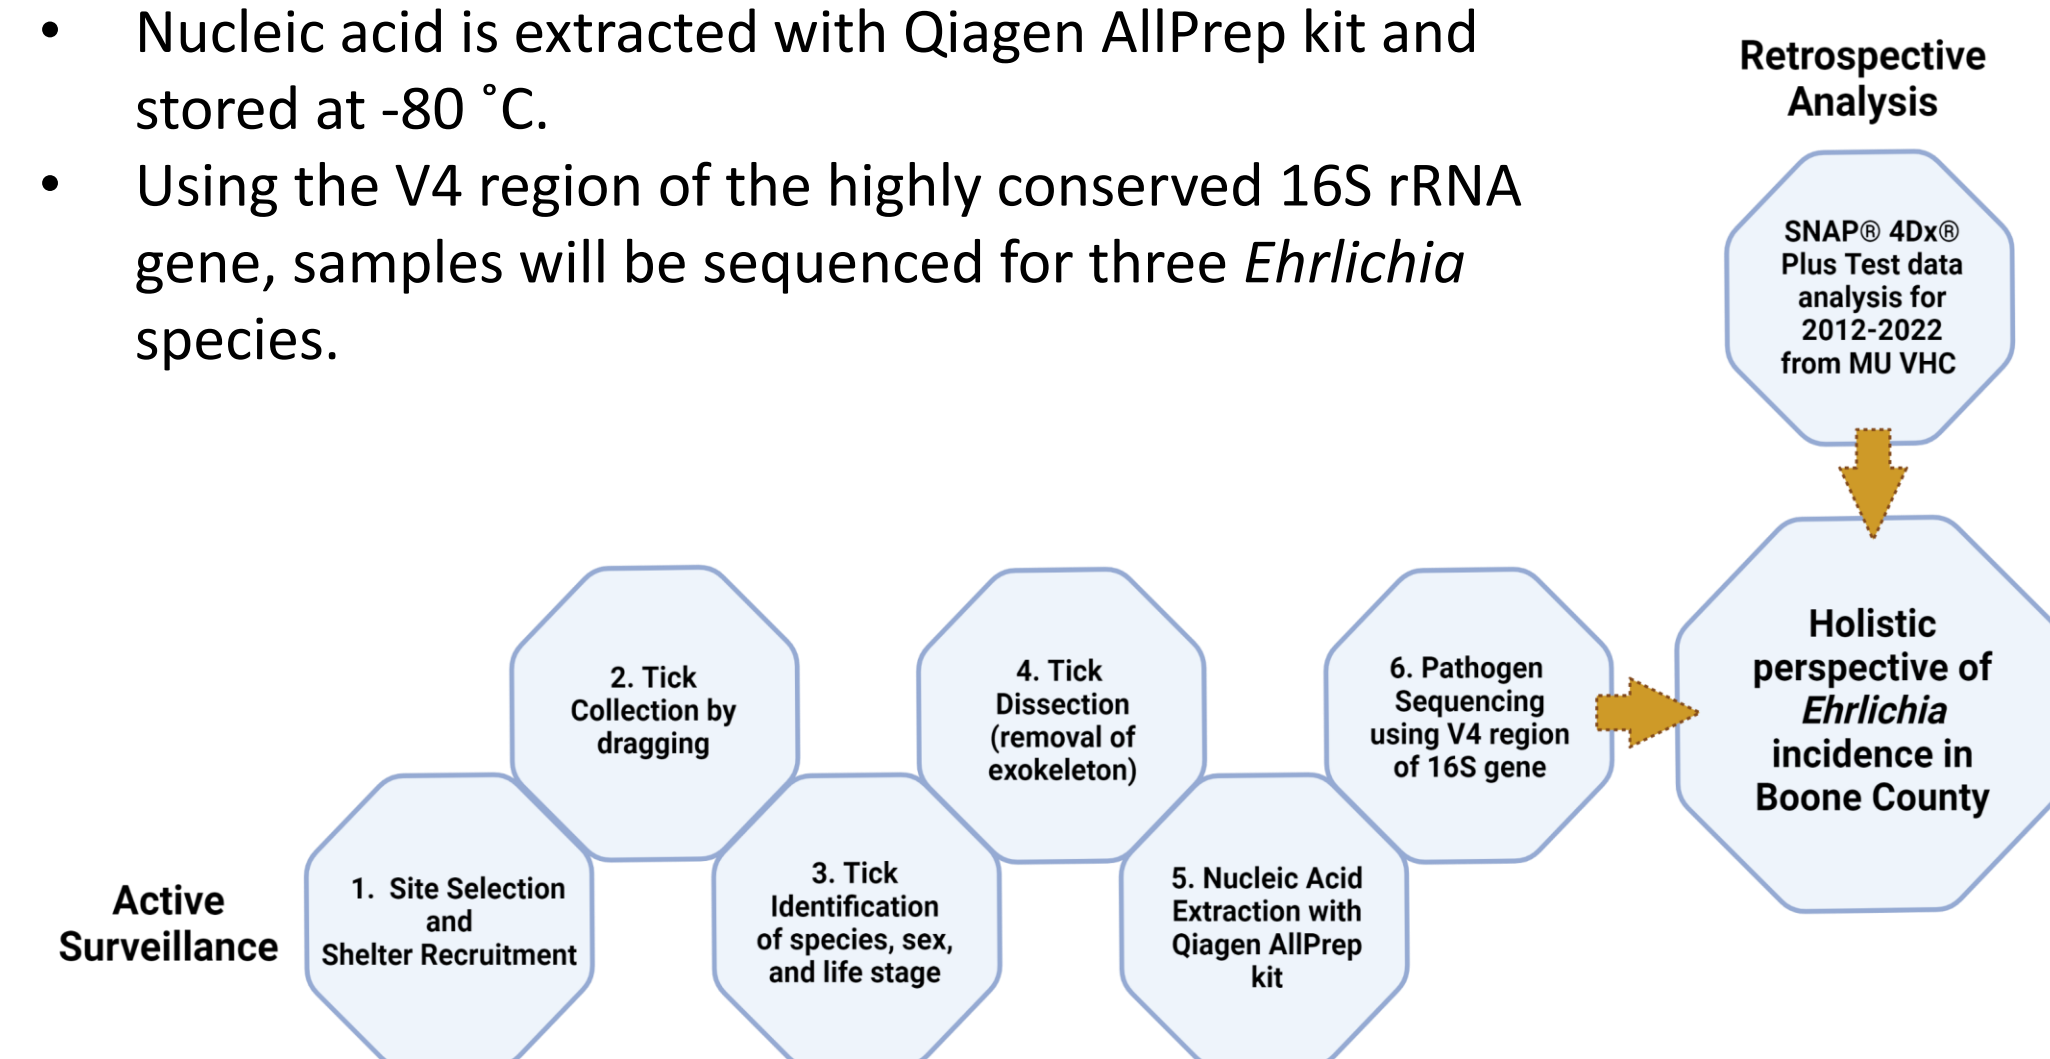 • Nucleic acid is extracted with Qiagen AllPrep kit and
stored at -80 ˚C.
• Using the V4 region of the highly conserved 16S rRNA
gene, samples will be sequenced for three Ehrlichia
species.
Retrospective
Analysis
SNAP® 4Dx®
Plus Test data
analysis for
2012-2022
from MU VHC
Active
Surveillance
1. Site Selection
and
Shelter Recruitment
2. Tick
Collection by
dragging
3. Tick
Identification
of species, sex,
and life stage
4. Tick
Dissection
(removal of
exokeleton)
5. Nucleic Acid
Extraction with
Qiagen AllPrep
kit
6. Pathogen
Sequencing
using V4 region
of 16S gene
Holistic
perspective of
Ehrlichia
incidence in
Boone County